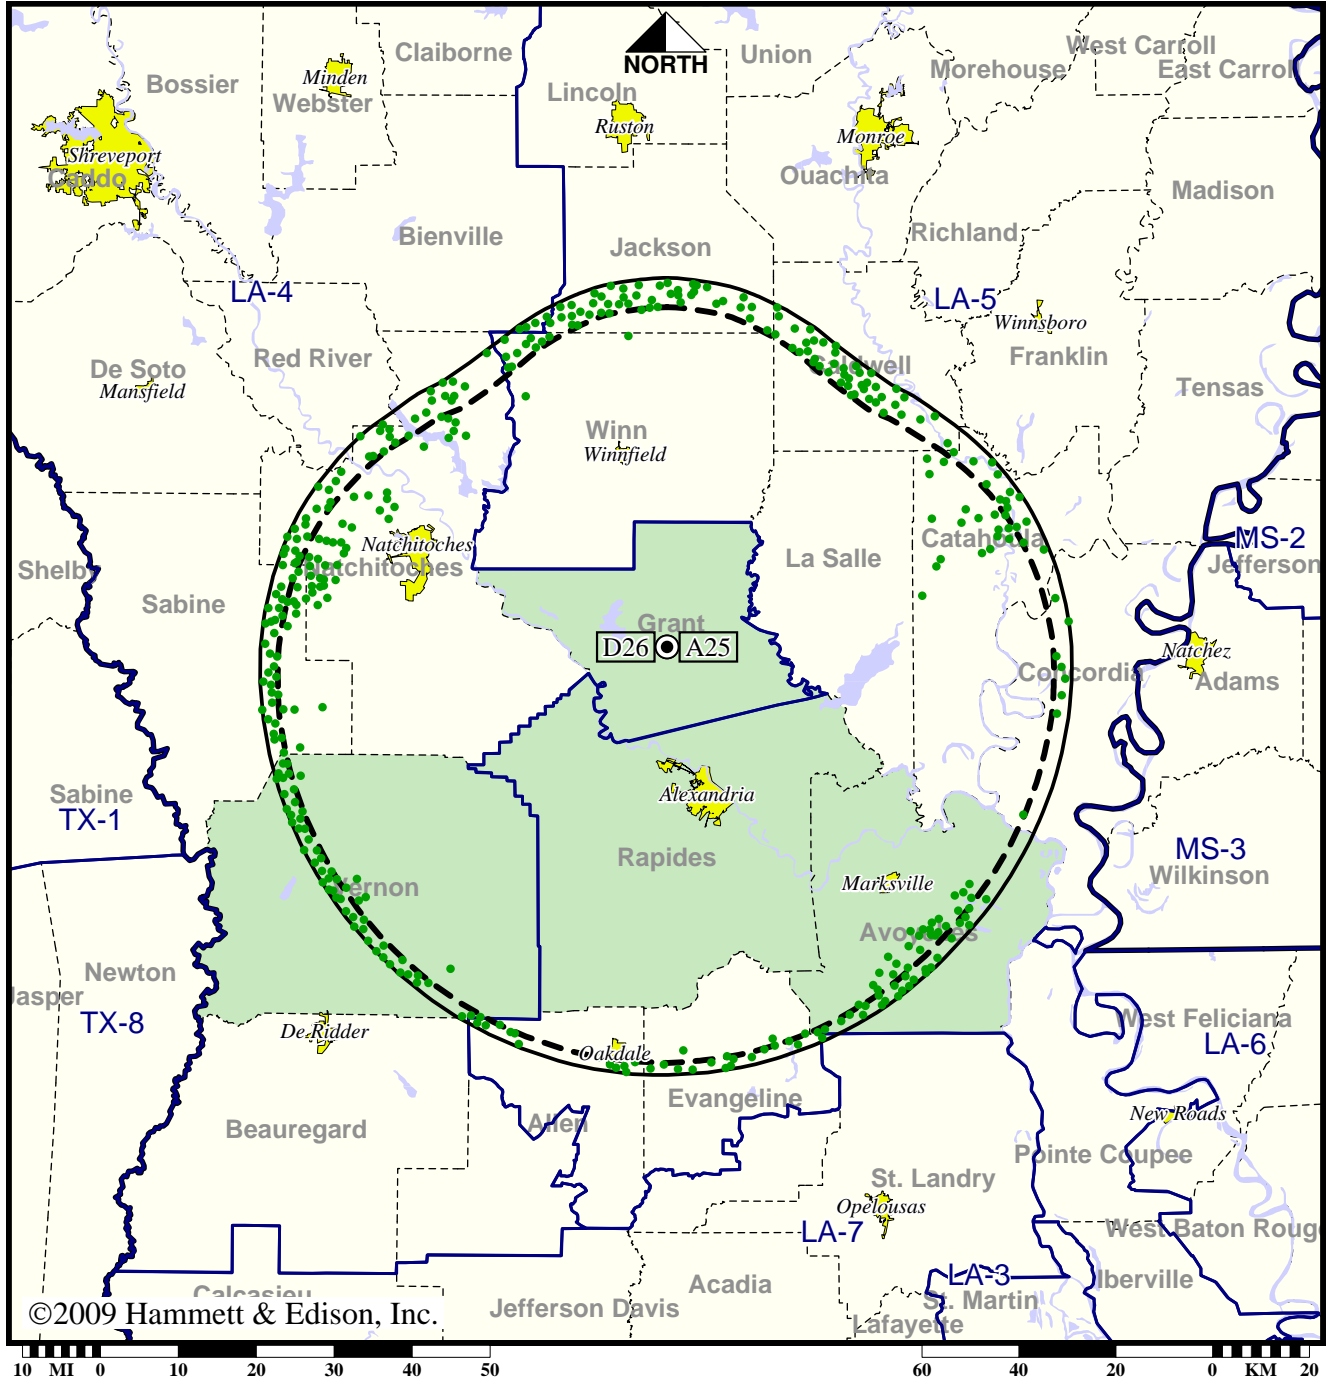 Claiborne
Union
West Carroll
East Carrol
Morehouse
NORTH
Bossier
Minden
Webster
Lincoln
Ruston
Monroe
Shreveport
Caddo
Ouachita
Madison
Bienville
Jackson
Richland
LA-4
LA-5
Winnsboro
Franklin
De Soto
Mansfield
Red River
Caldwell
Tensas
Winn
Winnfield
Natchitoches
Natchitoches
La Salle
Catahoula
MS-2
Jefferson
Shelby
Sabine
Grant
D26
A25
Natchez
Concordia
Adams
Sabine
TX-1
Alexandria
Rapides
MS-3
Wilkinson
Marksville
Vernon
Avoyelles
Newton
Jasper
TX-8
De Ridder
Oakdale
West Feliciana
LA-6
Evangeline
New Roads
Beauregard
Allen
Pointe Coupee
St. Landry
Opelousas
LA-7
West Baton Roug
LA-3
Iberville
Acadia
St. Martin
Calcasieu
Jefferson Davis
Lafayette
©2009 Hammett & Edison, Inc.
10 MI 0 10 20 30 40 50
60 40 20 0 KM 20